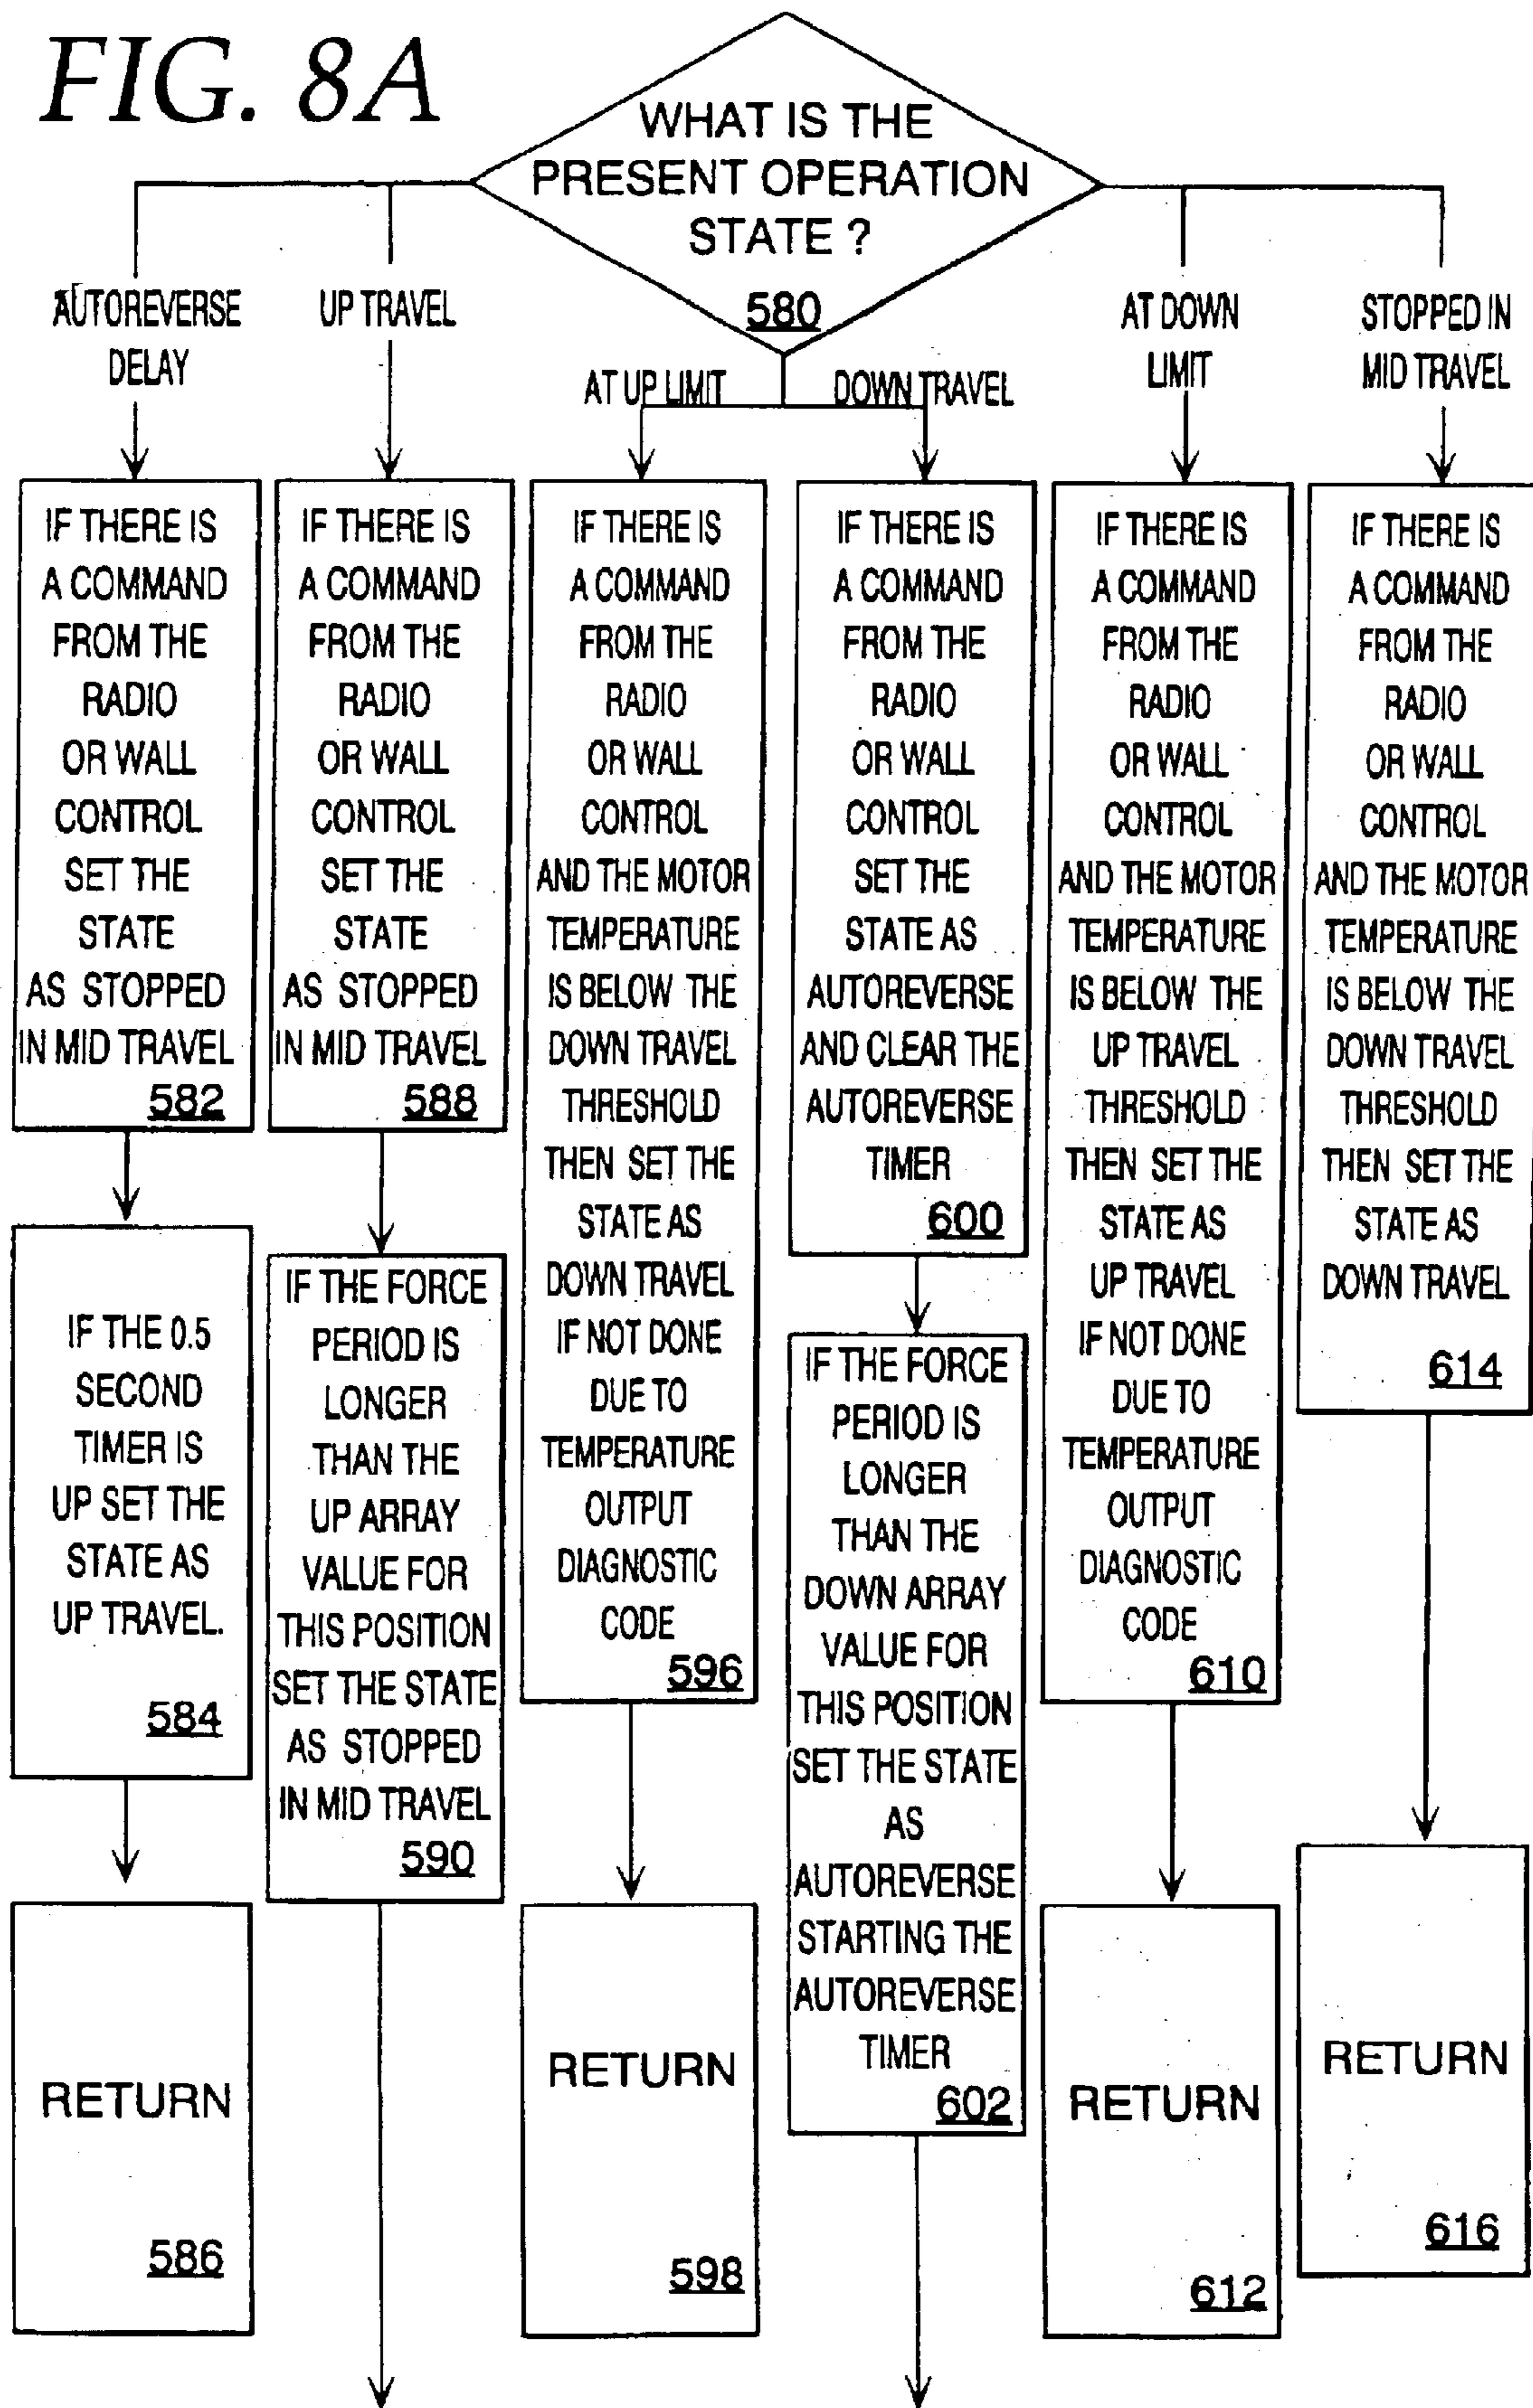 FIG. 8A
WHAT IS THE
PRESENT OPERATION
STATE ?
580
AUTOREVERSE
DELAY
UP TRAVEL
AT UP LIMIT
DOWN TRAVEL
AT DOWN
LIMIT
STOPPED IN
MID TRAVEL
IF THERE IS
A COMMAND
FROM THE
RADIO
OR WALL
CONTROL
SET THE
STATE
AS STOPPED
IN MID TRAVEL
582
IF THE 0.5
SECOND
TIMER IS
UP SET THE
STATE AS
UP TRAVEL.
584
RETURN
586
IF THERE IS
A COMMAND
FROM THE
RADIO
OR WALL
CONTROL
SET THE
STATE
AS STOPPED
IN MID TRAVEL
588
IF THE FORCE
PERIOD IS
LONGER
THAN THE
UP ARRAY
VALUE FOR
THIS POSITION
SET THE STATE
AS STOPPED
IN MID TRAVEL
590
IF THERE IS
A COMMAND
FROM THE
RADIO
OR WALL
CONTROL
AND THE MOTOR
TEMPERATURE
IS BELOW THE
DOWN TRAVEL
THRESHOLD
THEN SET THE
STATE AS
DOWN TRAVEL
IF NOT DONE
DUE TO
TEMPERATURE
OUTPUT
DIAGNOSTIC
CODE
596
RETURN
598
IF THERE IS
A COMMAND
FROM THE
RADIO
OR WALL
CONTROL
SET THE
STATE AS
AUTOREVERSE
AND CLEAR THE
AUTOREVERSE
TIMER
600
IF THE FORCE
PERIOD IS
LONGER
THAN THE
DOWN ARRAY
VALUE FOR
THIS POSITION
SET THE STATE
AS
AUTOREVERSE
STARTING THE
AUTOREVERSE
TIMER
602
IF THERE IS
A COMMAND
FROM THE
RADIO
OR WALL
CONTROL
AND THE MOTOR
TEMPERATURE
IS BELOW THE
UP TRAVEL
THRESHOLD
THEN SET THE
STATE AS
UP TRAVEL
IF NOT DONE
DUE TO
TEMPERATURE
OUTPUT
DIAGNOSTIC
CODE
610
RETURN
612
IF THERE IS
A COMMAND
FROM THE
RADIO
OR WALL
CONTROL
AND THE MOTOR
TEMPERATURE
IS BELOW THE
DOWN TRAVEL
THRESHOLD
THEN SET THE
STATE AS
DOWN TRAVEL
614
RETURN
616